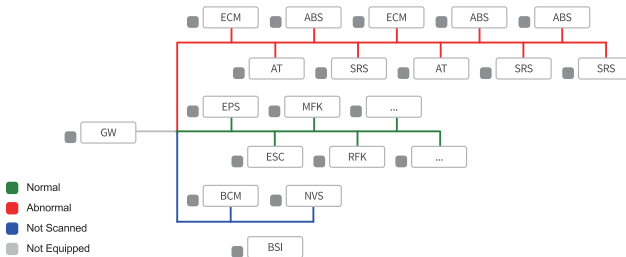 ECM ABS ECM ABS ABS
AT SRS AT SRS SRS
EPS MFK ...
GW
ESC RFK ...
Normal
BCM NVS
Abnormal
Not Scanned
Not Equipped
BSI